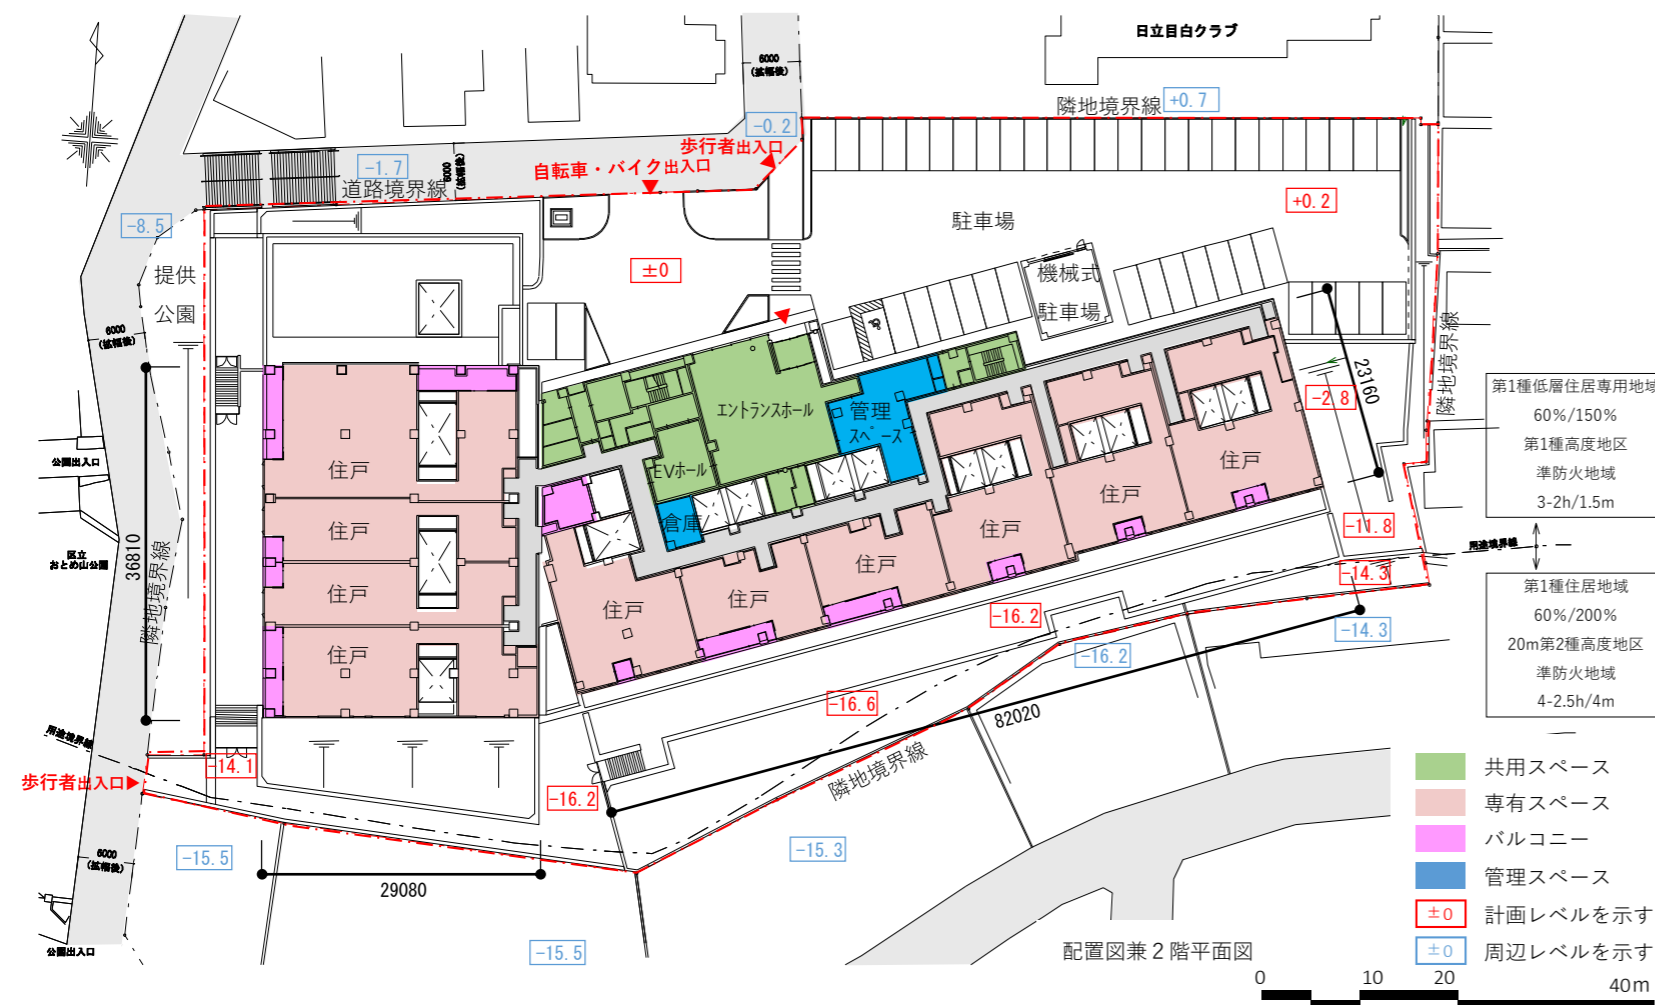 日立目白クラブ
6000
(拡幅後)
隣地境界線
+0.7
-0.2
歩行者出入口
-1.7
6000
(拡幅後)
自転車・バイク出入口
道路境界線
+0.2
-8.5
駐車場
提供
公園
±0
機械式
駐車場
6000
(拡幅後)
隣地境界線
23160
-2.8
エントランスホール
管理
スペース
第1種低層住居専用地域
60%/150%
第1種高度地区
準防火地域
3-2h/1.5m
公園出入口
住戸
EVホール
住戸
住戸
倉庫
住戸
住戸
-11.8
用途境界線
区立
おとめ山公園
36810
隣地境界線
住戸
住戸
住戸
住戸
住戸
-14.3
-16.2
-14.3
第1種住居地域
60%/200%
20m第2種高度地区
準防火地域
4-2.5h/4m
-16.2
-16.6
82020
用途境界線
-14.1
歩行者出入口
-16.2
隣地境界線
共用スペース
専有スペース
バルコニー
管理スペース
±0 計画レベルを示す
±0 周辺レベルを示す
6000
(拡幅後)
-15.5
-15.3
29080
公園出入口
-15.5
配置図兼２階平面図
0 10 20 40m